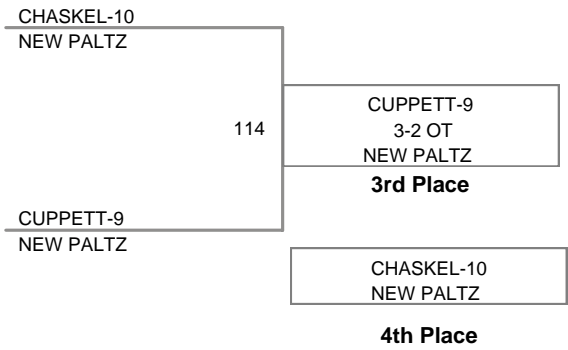 CHASKEL-10
NEW PALTZ
114
CUPPETT-9
3-2 OT
NEW PALTZ
3rd Place
CUPPETT-9
NEW PALTZ
CHASKEL-10
NEW PALTZ
4th Place